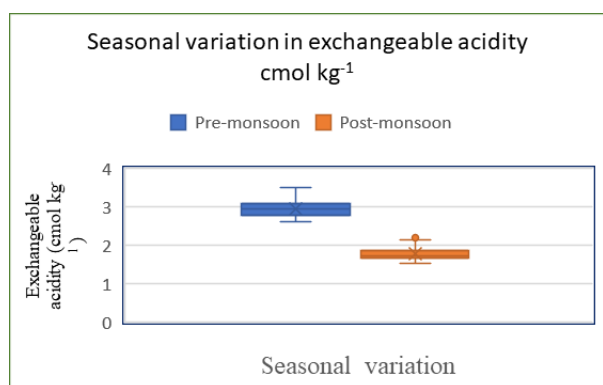 Seasonal variation in exchangeable acidity
cmol kg-1
Pre-monsoon Post-monsoon
4
3
2
1
0
Exchangeable
acidity (cmol kg
1
)
Seasonal variation